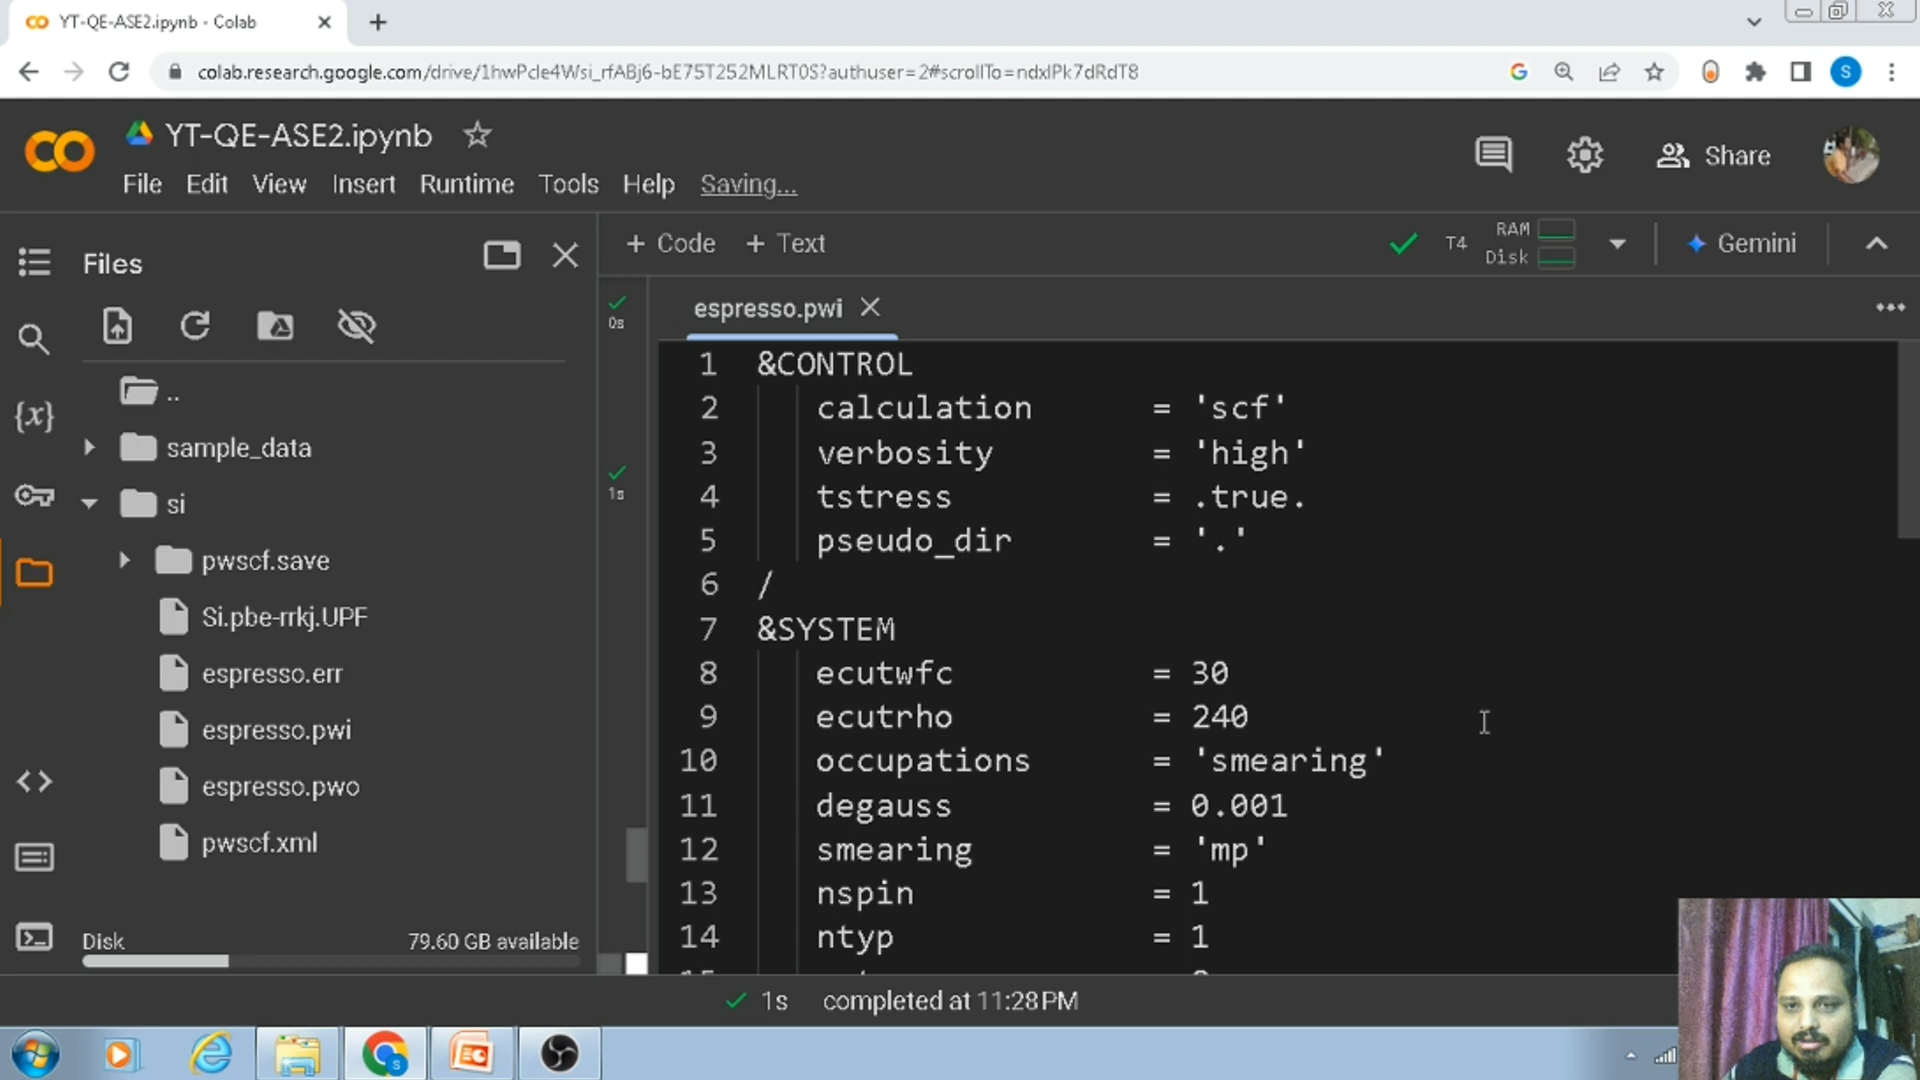 YT-QE-ASE2.ipynb - Colab
colab.research.google.com/drive/1hwPcIe4Wsi_rfABj6-bE75T252MLRT0S?authuser=2#scrollTo=ndxIPk7dRdT8
S
YT-QE-ASE2.ipynb
File Edit View Insert Runtime Tools Help Saving...
Share
Files
+ Code + Text
T4 RAM Disk
Gemini
..
sample_data
si
pwscf.save
Si.pbe-rrkj.UPF
espresso.err
espresso.pwi
espresso.pwo
pwscf.xml
Disk 79.60 GB available
{x}
0s
1s
espresso.pwi
1 &CONTROL
2 calculation = 'scf'
3 verbosity = 'high'
4 tstress = .true.
5 pseudo_dir = '.'
6 /
7 &SYSTEM
8 ecutwfc = 30
9 ecutrho = 240
10 occupations = 'smearing'
11 degauss = 0.001
12 smearing = 'mp'
13 nspin = 1
14 ntyp = 1
1s completed at 11:28 PM